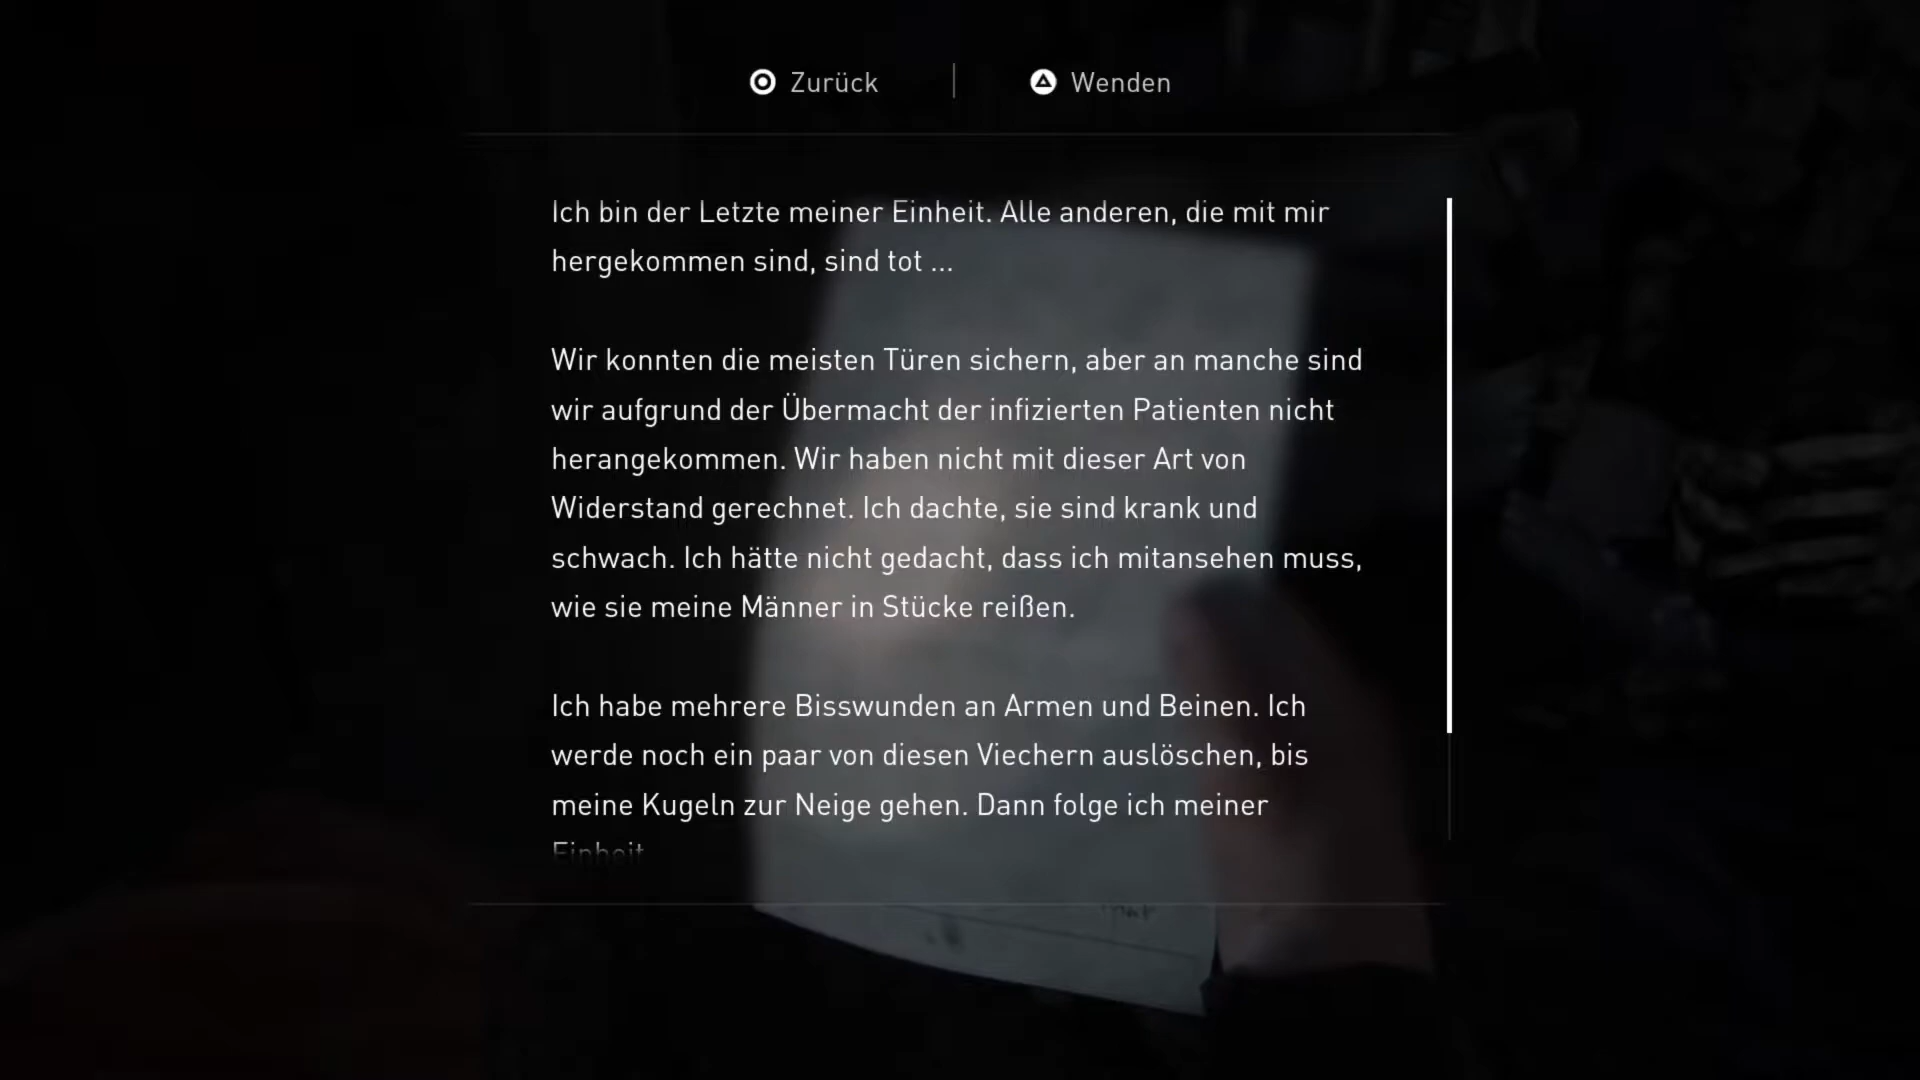 Zurück
Wenden
Ich bin der Letzte meiner Einheit. Alle anderen, die mit mir
hergekommen sind, sind tot ...
Wir konnten die meisten Türen sichern, aber an manche sind
wir aufgrund der Übermacht der infizierten Patienten nicht
herangekommen. Wir haben nicht mit dieser Art von
Widerstand gerechnet. Ich dachte, sie sind krank und
schwach. Ich hätte nicht gedacht, dass ich mitansehen muss,
wie sie meine Männer in Stücke reißen.
Ich habe mehrere Bisswunden an Armen und Beinen. Ich
werde noch ein paar von diesen Viechern auslöschen, bis
meine Kugeln zur Neige gehen. Dann folge ich meiner
Einheit